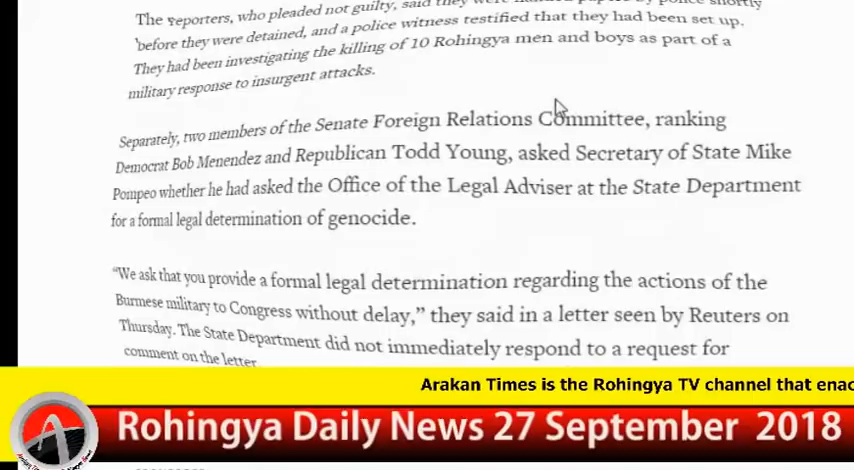 The reporters, who pleaded not guilty, said they were handed papers by police shortly
before they were detained, and a police witness testified that they had been set up.
They had been investigating the killing of 10 Rohingya men and boys as part of a
military response to insurgent attacks.
Separately, two members of the Senate Foreign Relations Committee, ranking
Democrat Bob Menendez and Republican Todd Young, asked Secretary of State Mike
Pompeo whether he had asked the Office of the Legal Adviser at the State Department
for a formal legal determination of genocide.
“We ask that you provide a formal legal determination regarding the actions of the
Burmese military to Congress without delay,” they said in a letter seen by Reuters on
Thursday. The State Department did not immediately respond to a request for
comment on the letter.
Arakan Times is the Rohingya TV channel that enac
Rohingya Daily News 27 September 2018